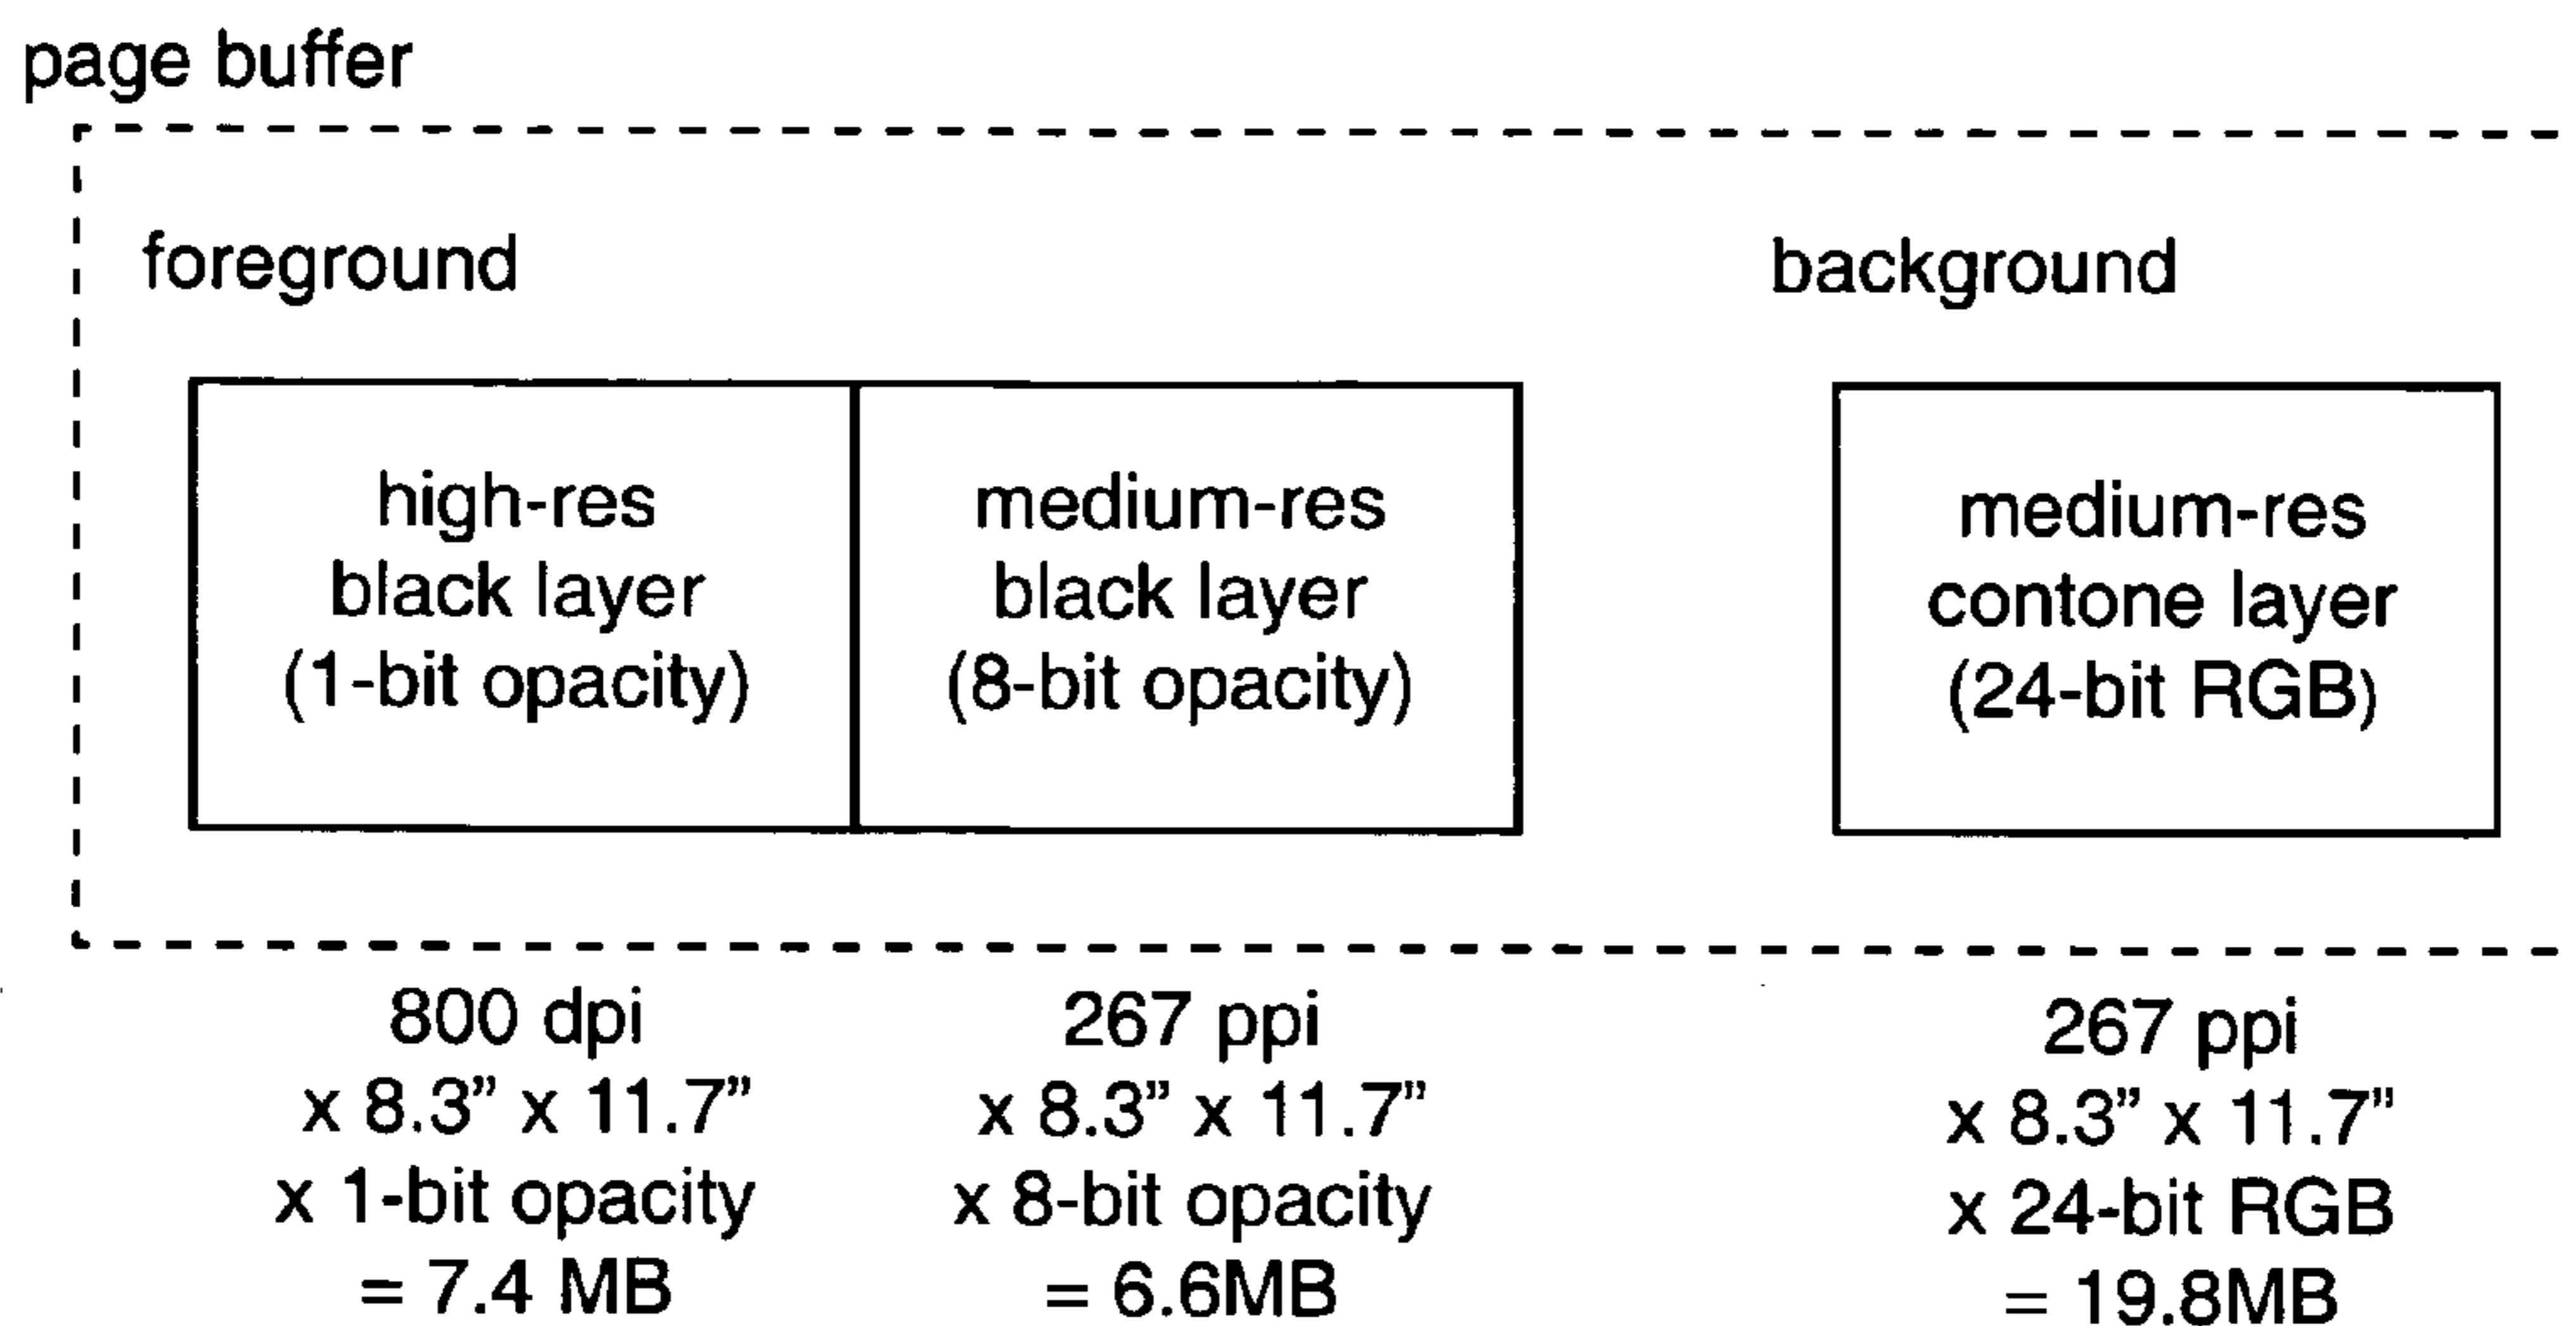 page buffer
foreground
background
high-res
black layer
(1-bit opacity)
medium-res
black layer
(8-bit opacity)
medium-res
contone layer
(24-bit RGB)
800 dpi
x 8.3” x 11.7”
x 1-bit opacity
= 7.4 MB
267 ppi
x 8.3” x 11.7”
x 8-bit opacity
= 6.6MB
267 ppi
x 8.3” x 11.7”
x 24-bit RGB
= 19.8MB